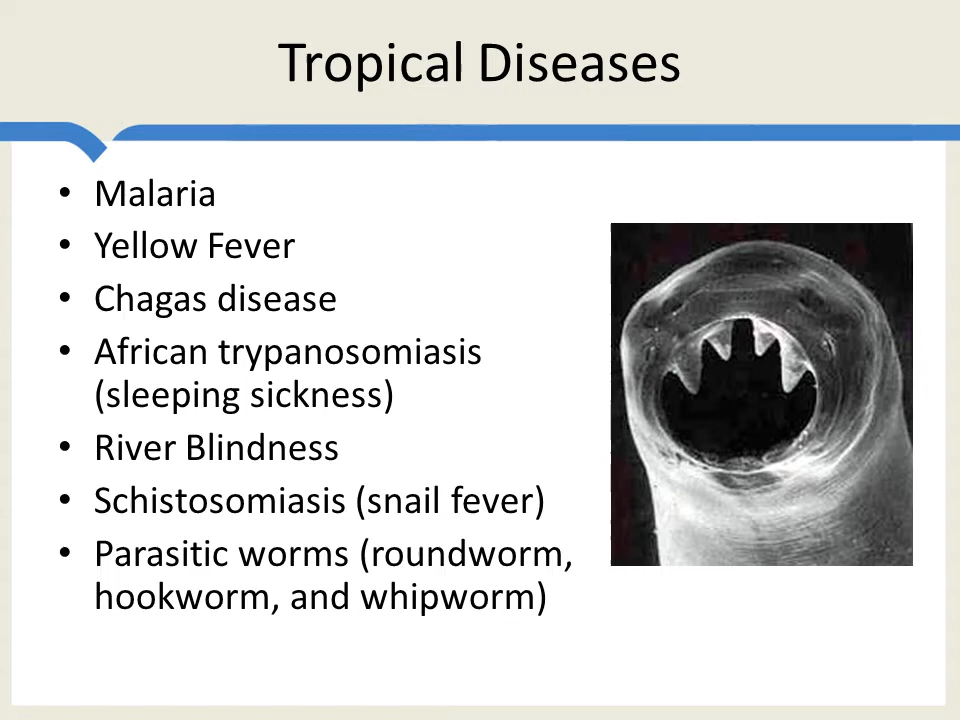 Tropical Diseases
• Malaria
• Yellow Fever
• Chagas disease
• African trypanosomiasis
(sleeping sickness)
• River Blindness
• Schistosomiasis (snail fever)
• Parasitic worms (roundworm,
hookworm, and whipworm)